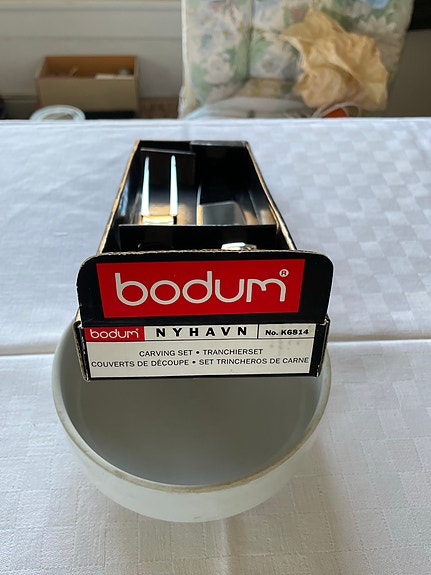 bodum®
bodum® NYHAVN No. K6814
CARVING SET • TRANCHIERSET
COUVERTS DE DÉCOUPE • SET TRINCHEROS DE CARNE